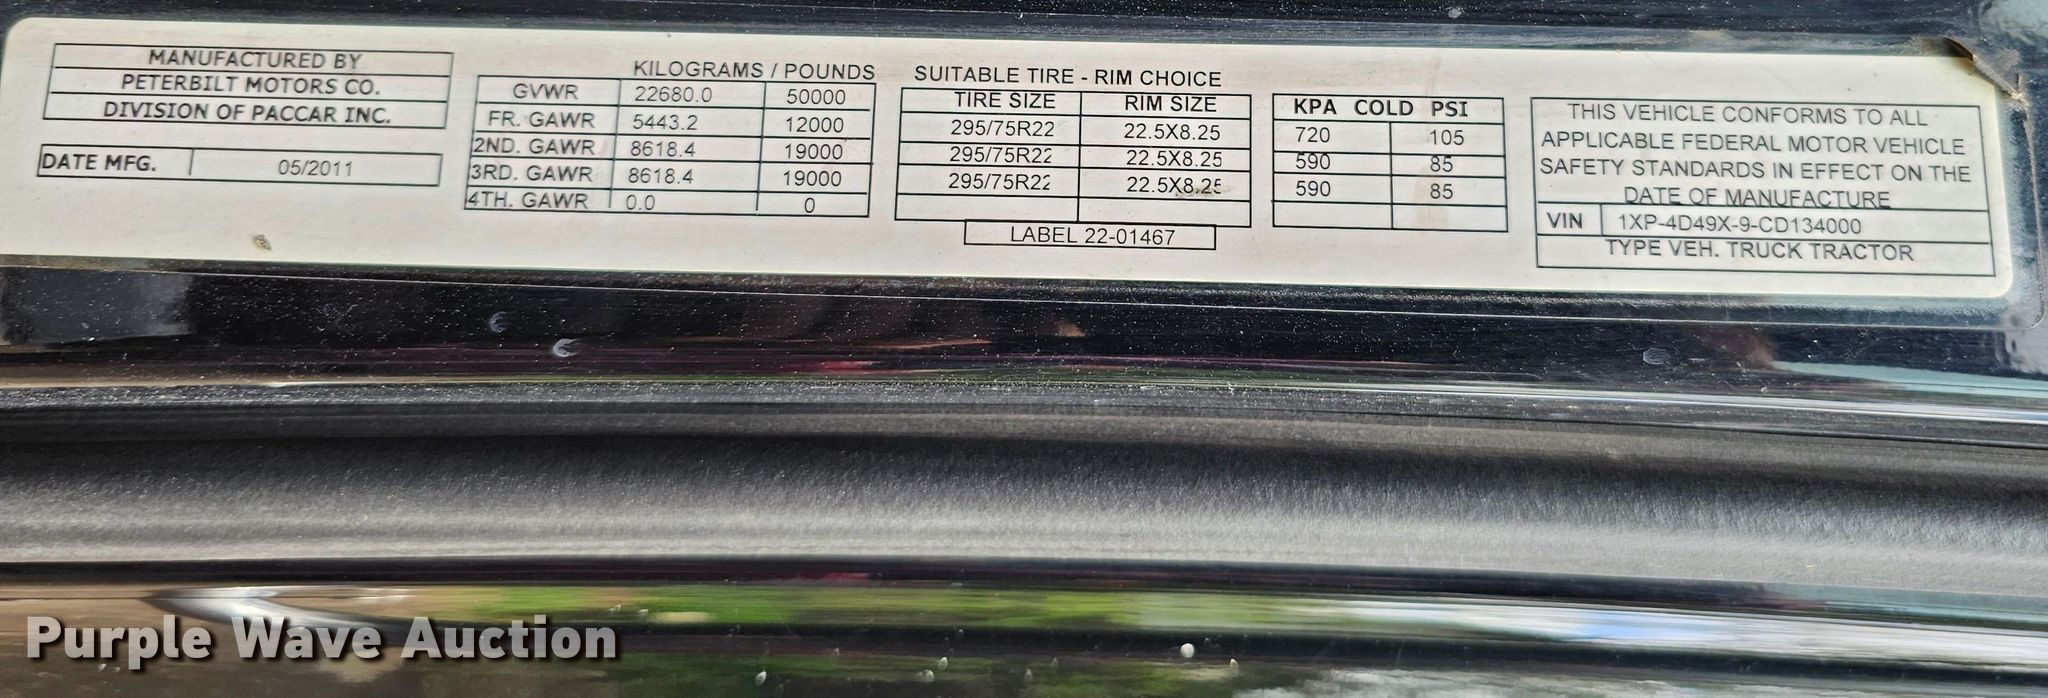 MANUFACTURED BY
PETERBILT MOTORS CO.
DIVISION OF PACCAR INC.
DATE MFG. 05/2011
KILOGRAMS / POUNDS
GVWR 22680.0 50000
FR. GAWR 5443.2 12000
2ND. GAWR 8618.4 19000
3RD. GAWR 8618.4 19000
4TH. GAWR 0.0 0
SUITABLE TIRE - RIM CHOICE
TIRE SIZE RIM SIZE
295/75R22 22.5X8.25
295/75R22 22.5X8.25
295/75R22 22.5X8.25
LABEL 22-01467
KPA COLD PSI
720 105
590 85
590 85
THIS VEHICLE CONFORMS TO ALL
APPLICABLE FEDERAL MOTOR VEHICLE
SAFETY STANDARDS IN EFFECT ON THE
DATE OF MANUFACTURE
VIN 1XP-4D49X-9-CD134000
TYPE VEH. TRUCK TRACTOR
Purple Wave Auction